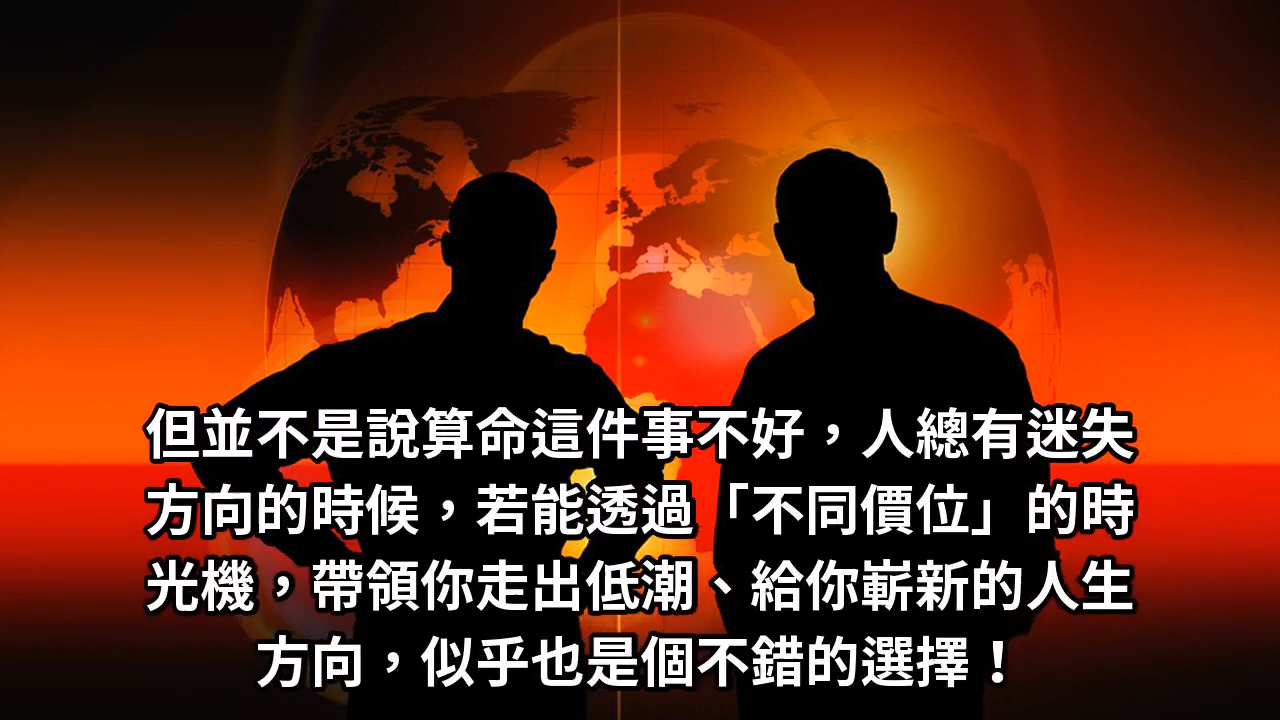 但並不是說算命這件事不好，人總有迷失
方向的時候，若能透過「不同價位」的時
光機，帶領你走出低潮、給你嶄新的人生
方向，似乎也是個不錯的選擇！